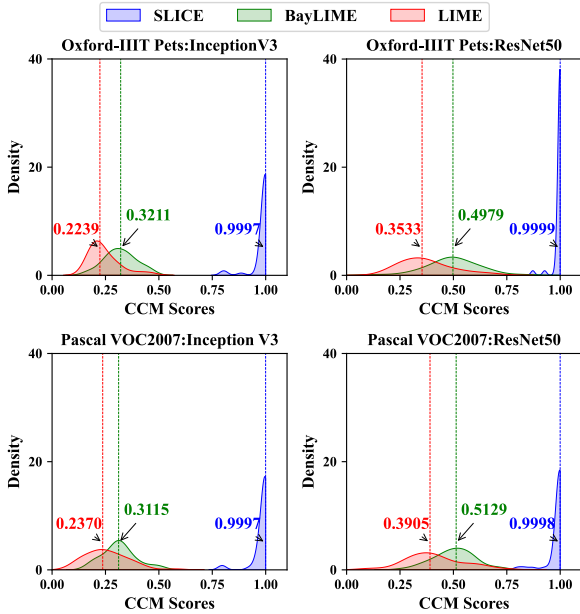 SLICE BayLIME LIME
Oxford-IIIT Pets:InceptionV3
40
20
0
Density
0.2239
0.3211
0.9997
0.00 0.25 0.50 0.75 1.00
CCM Scores
Oxford-IIIT Pets:ResNet50
40
20
0
Density
0.3533
0.4979
0.9999
0.00 0.25 0.50 0.75 1.00
CCM Scores
Pascal VOC2007:Inception V3
40
20
0
Density
0.2370
0.3115
0.9997
0.00 0.25 0.50 0.75 1.00
CCM Scores
Pascal VOC2007:ResNet50
40
20
0
Density
0.3905
0.5129
0.9998
0.00 0.25 0.50 0.75 1.00
CCM Scores